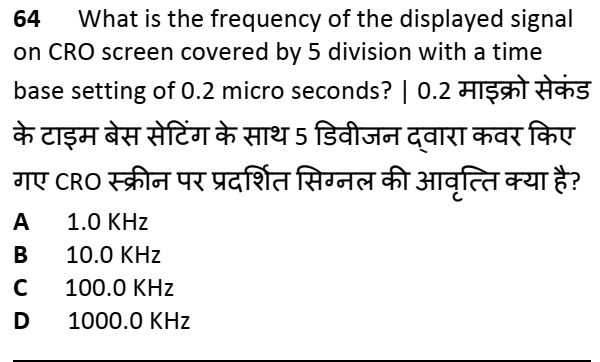 64 What is the frequency of the displayed signal
on CRO screen covered by 5 division with a time
base setting of 0.2 micro seconds? | 0.2 माइक्रो सेकंड
के टाइम बेस सेटिंग के साथ 5 डिवीजन द्वारा कवर किए
गए CRO स्क्रीन पर प्रदर्शित सिग्नल की आवृत्ति क्या है?
A 1.0 KHz
B 10.0 KHz
C 100.0 KHz
D 1000.0 KHz